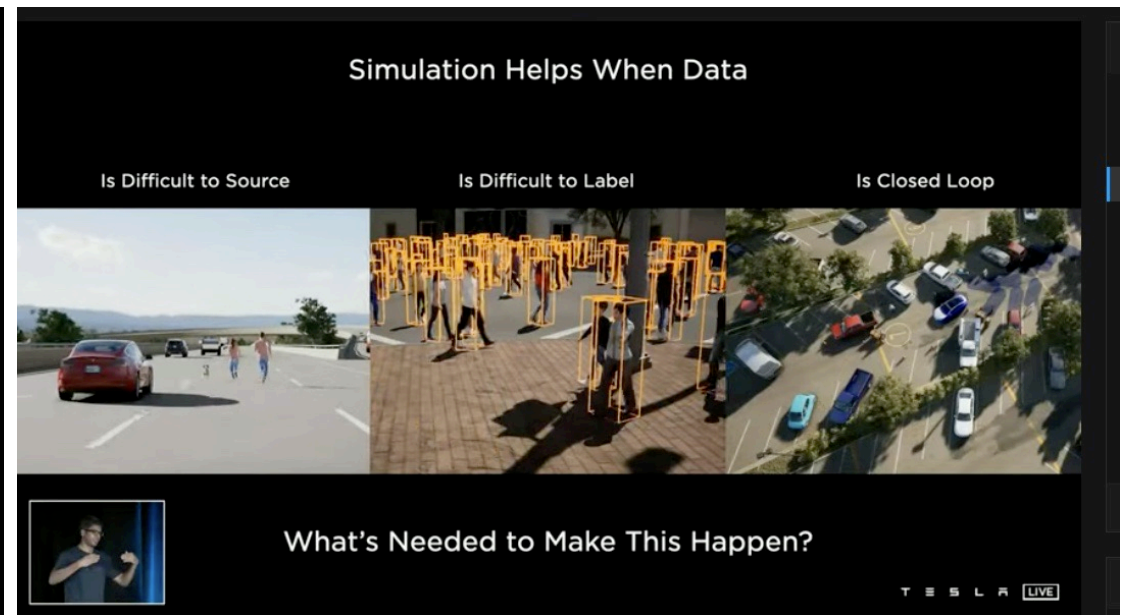 Simulation Helps When Data
Is Difficult to Source
Is Difficult to Label
Is Closed Loop
What's Needed to Make This Happen?
TESLA LIVE